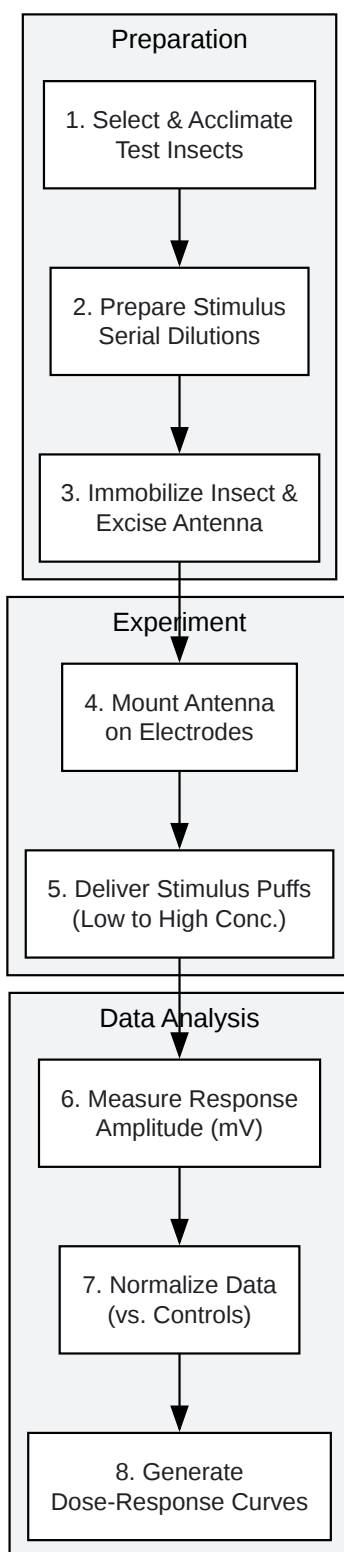 Preparation
1. Select & Acclimate
Test Insects
2. Prepare Stimulus
Serial Dilutions
3. Immobilize Insect &
Excise Antenna
Experiment
4. Mount Antenna
on Electrodes
5. Deliver Stimulus Puffs
(Low to High Conc.)
Data Analysis
6. Measure Response
Amplitude (mV)
7. Normalize Data
(vs. Controls)
8. Generate
Dose-Response Curves